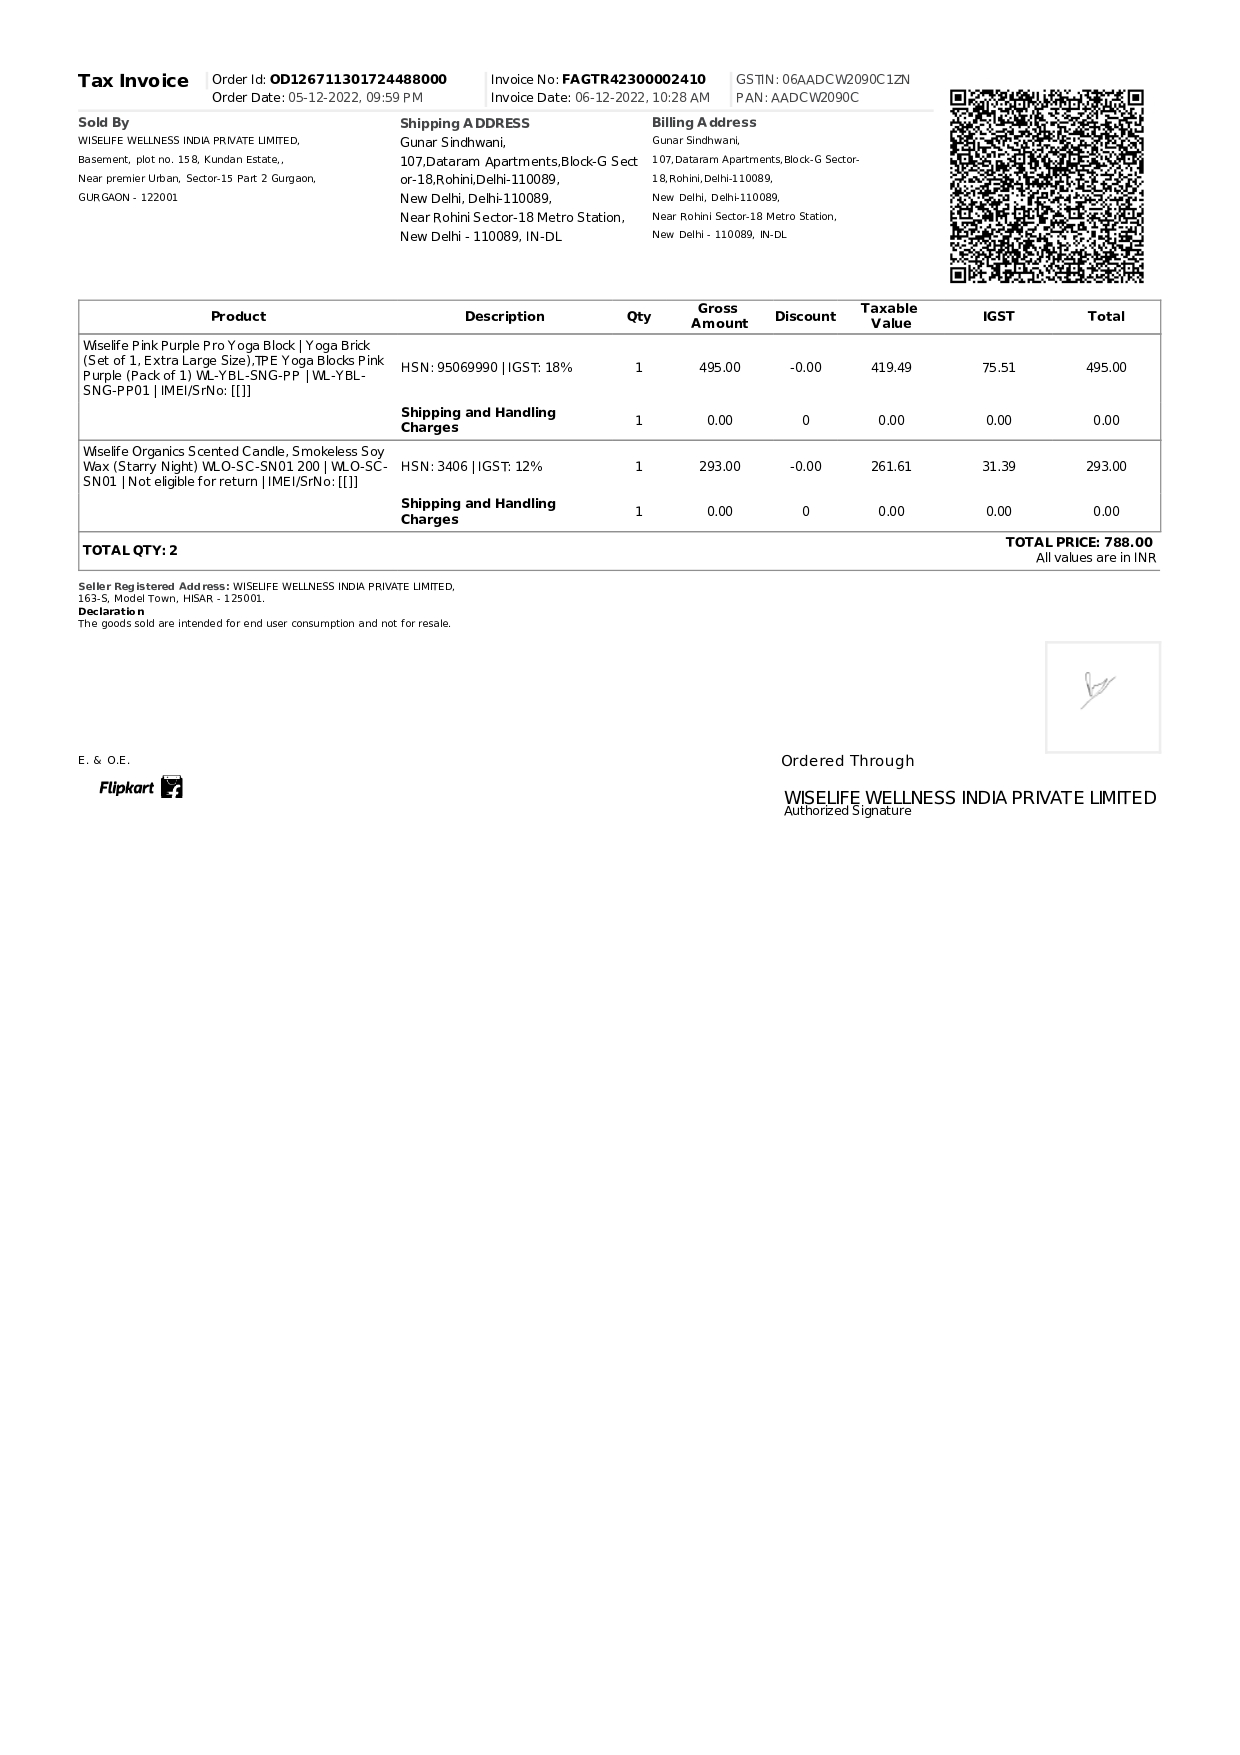 Tax Invoice
Order Id: OD126711301724488000
Order Date: 05-12-2022, 09:59 PM
Invoice No: FAGTR42300002410
Invoice Date: 06-12-2022, 10:28 AM
GSTIN: 06AADCW2090C1ZN
PAN: AADCW2090C
Sold By
WISELIFE WELLNESS INDIA PRIVATE LIMITED,
Basement, plot no. 158, Kundan Estate,,
Near premier Urban, Sector-15 Part 2 Gurgaon,
GURGAON - 122001
Shipping ADDRESS
Gunar Sindhwani,
107,Dataram Apartments,Block-G Sect
or-18,Rohini,Delhi-110089,
New Delhi, Delhi-110089,
Near Rohini Sector-18 Metro Station,
New Delhi - 110089, IN-DL
Billing Address
Gunar Sindhwani,
107,Dataram Apartments,Block-G Sector-
18,Rohini,Delhi-110089,
New Delhi, Delhi-110089,
Near Rohini Sector-18 Metro Station,
New Delhi - 110089, IN-DL
Product Description Qty Gross Amount Discount Taxable Value IGST Total
Wiselife Pink Purple Pro Yoga Block | Yoga Brick
(Set of 1, Extra Large Size),TPE Yoga Blocks Pink
Purple (Pack of 1) WL-YBL-SNG-PP | WL-YBL-
SNG-PP01 | IMEI/SrNo: [[]]
HSN: 95069990 | IGST: 18% 1 495.00 -0.00 419.49 75.51 495.00
Shipping and Handling
Charges
1 0.00 0 0.00 0.00 0.00
Wiselife Organics Scented Candle, Smokeless Soy
Wax (Starry Night) WLO-SC-SN01 200 | WLO-SC-
SN01 | Not eligible for return | IMEI/SrNo: [[]]
HSN: 3406 | IGST: 12% 1 293.00 -0.00 261.61 31.39 293.00
Shipping and Handling
Charges
1 0.00 0 0.00 0.00 0.00
TOTAL QTY: 2
TOTAL PRICE: 788.00
All values are in INR
Seller Registered Address: WISELIFE WELLNESS INDIA PRIVATE LIMITED,
163-S, Model Town, HISAR - 125001.
Declaration
The goods sold are intended for end user consumption and not for resale.
E. & O.E.
Flipkart
Ordered Through
WISELIFE WELLNESS INDIA PRIVATE LIMITED
Authorized Signature